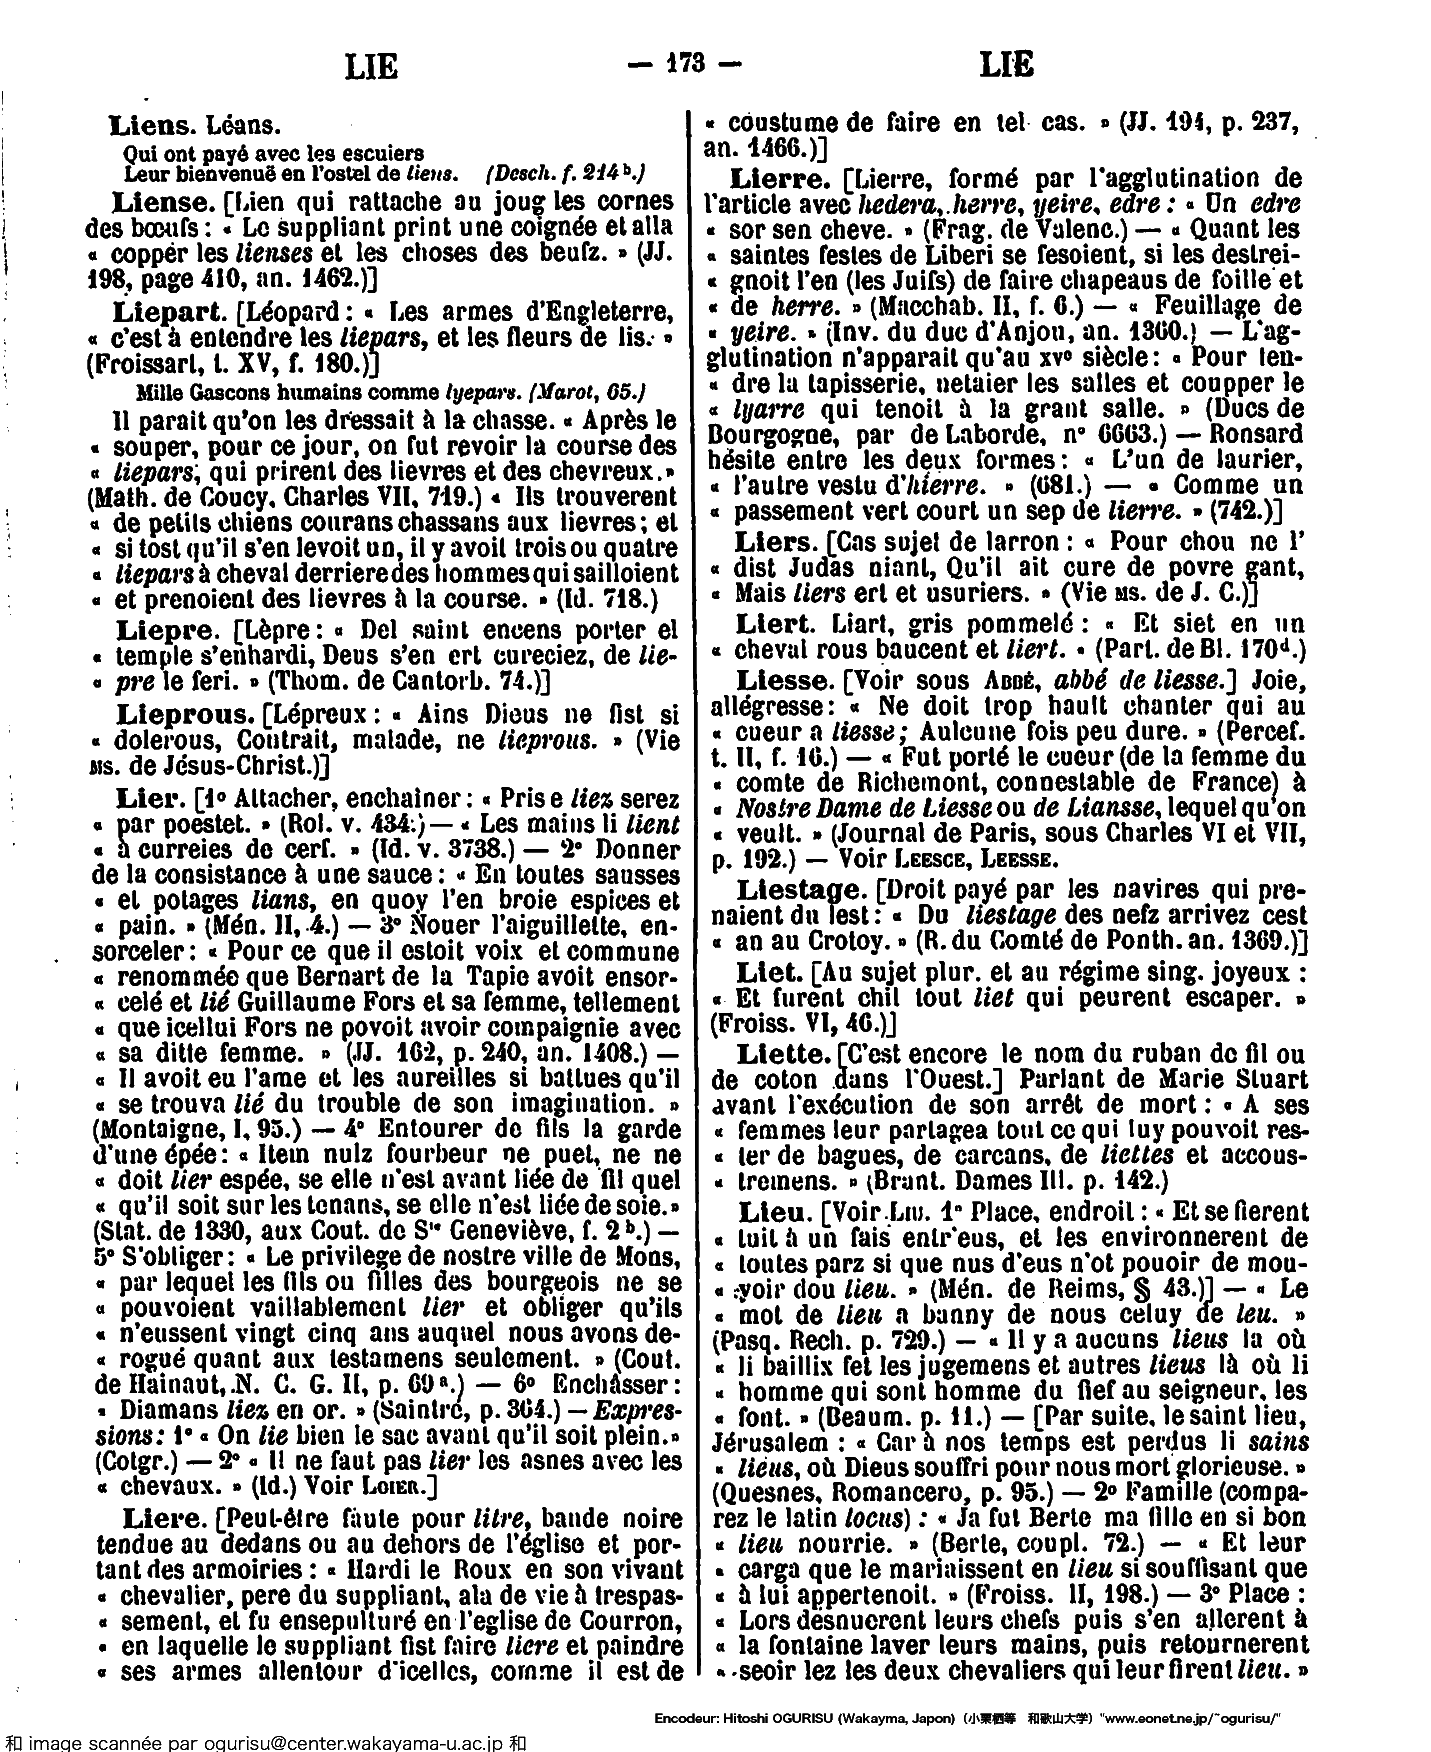 LIE — 173 — LIE
Liens. Léans.
Qui ont payé avec les escuiers
Leur bienvenuë en l'ostel de liens. (Desch. f. 214 b.)
Liense. [Lien qui rattache au joug les cornes
des bœufs : « Le suppliant print une coignée et alla
« copper les lienses et les choses des beufz. » (JJ.
198, page 410, an. 1462.)]
Liepart. [Léopard : « Les armes d'Engleterre,
« c'est à entendre les liepars, et les fleurs de lis. »
(Froissart, t. XV, f. 180.)]
Mille Gascons humains comme lyepars. (Marot, 65.)
Il parait qu'on les dressait à la chasse. « Après le
« souper, pour ce jour, on fut revoir la course des
« liepars, qui prirent des lievres et des chevreux. »
(Math. de Coucy, Charles VII, 719.) « Ils trouverent
« de petits chiens courans chassans aux lievres ; et
« si tost qu'il s'en levoit un, il y avoit trois ou quatre
« liepars à cheval derriere des hommes qui sailloient
« et prenoient des lievres à la course. » (Id. 718.)
Liepre. [Lèpre : « Del saint encens porter el
« temple s'enhardi, Deus s'en ert cureciez, de lie-
« pre le feri. » (Thom. de Cantorb. 74.)]
Lieprous. [Lépreux : « Ains Dieus ne fist si
« dolerous, Contrait, malade, ne lieprous. » (Vie
ms. de Jésus-Christ.)]
Lier. [1º Attacher, enchainer : « Prise liez serez
« par poestet. » (Rol. v. 434.) — « Les mains li lient
« à curreies de cerf. » (Id. v. 3738.) — 2º Donner
de la consistance à une sauce : « En toutes sausses
« et potages lians, en quoy l'en broie espices et
« pain. » (Mén. II, 4.) — 3º Nouer l'aiguillette, en-
sorceler : « Pour ce que il estoit voix et commune
« renommée que Bernart de la Tapie avoit ensor-
« celé et lié Guillaume Fors et sa femme, tellement
« que icellui Fors ne povoit avoir compaignie avec
« sa ditte femme. » (JJ. 162, p. 240, an. 1408.) —
« Il avoit eu l'ame et les aureilles si battues qu'il
« se trouva lié du trouble de son imagination. »
(Montaigne, I, 95.) — 4º Entourer de fils la garde
d'une épée : « Item nulz fourbeur ne puet, ne ne
« doit lier espée, se elle n'est avant liée de fil quel
« qu'il soit sur les tenans, se elle n'est liée de soie. »
(Stat. de 1330, aux Cout. de Ste Geneviève, f. 2 b.) —
5º S'obliger : « Le privilege de nostre ville de Mons,
« par lequel les fils ou filles des bourgeois ne se
« pouvoient vaillablement lier et obliger qu'ils
« n'eussent vingt cinq ans auquel nous avons de-
« rogué quant aux testamens seulement. » (Cout.
de Hainaut, N. C. G. II, p. 69 a.) — 6º Enchâsser :
« Diamans liez en or. » (Saintré, p. 364.) — Expres-
sions : 1º « On lie bien le sac avant qu'il soit plein. »
(Cotgr.) — 2º « Il ne faut pas lier les asnes avec les
« chevaux. » (Id.) Voir Loier.]
Liere. [Peut-être faute pour litre, bande noire
tendue au dedans ou au dehors de l'église et por-
tant des armoiries : « Hardi le Roux en son vivant
« chevalier, pere du suppliant, ala de vie à trespas-
« sement, et fu ensepulturé en l'eglise de Courron,
« en laquelle le suppliant fist faire liere et paindre
« ses armes allentour d'icelles, comme il est de
« coustume de faire en tel cas. » (JJ. 194, p. 237,
an. 1466.)]
Lierre. [Lierre, formé par l'agglutination de
l'article avec hedera, herre, yeire, edre : « Un edre
« sor sen cheve. » (Frag. de Valenc.) — « Quant les
« saintes festes de Liberi se fesoient, si les destrei-
« gnoit l'en (les Juifs) de faire chapeaus de foille et
« de herre. » (Macchab. II, f. 6.) — « Feuillage de
« yeire. » (Inv. du duc d'Anjou, an. 1360.) — L'ag-
glutination n'apparait qu'au xve siècle : « Pour ten-
« dre la tapisserie, netaier les salles et coupper le
« lyarre qui tenoit à la grant salle. » (Ducs de
Bourgogne, par de Laborde, nº 6663.) — Ronsard
hésite entre les deux formes : « L'un de laurier,
« l'autre vestu d'hierre. » (681.) — « Comme un
« passement vert court un sep de lierre. » (742.)]
Liers. [Cas sujet de larron : « Pour chou ne l'
« dist Judas niant, Qu'il ait cure de povre gant,
« Mais liers ert et usuriers. » (Vie ms. de J. C.)]
Liert. Liart, gris pommelé : « Et siet en un
« cheval rous baucent et liert. » (Part. de Bl. 170d.)
Liesse. [Voir sous Abbé, abbé de liesse.] Joie,
allégresse : « Ne doit trop hault chanter qui au
« cueur a liesse ; Aulcune fois peu dure. » (Percef.
t. II, f. 16.) — « Fut porté le cueur (de la femme du
« comte de Richemont, connestable de France) à
« Nostre Dame de Liesse ou de Liansse, lequel qu'on
« veult. » (Journal de Paris, sous Charles VI et VII,
p. 192.) — Voir Leesce, Leesse.
Liestage. [Droit payé par les navires qui pre-
naient du lest : « Du liestage des nefz arrivez cest
« an au Crotoy. » (R. du Comté de Ponth. an. 1369.)]
Liet. [Au sujet plur. et au régime sing. joyeux :
« Et furent chil tout liet qui peurent escaper. »
(Froiss. VI, 46.)]
Liette. [C'est encore le nom du ruban de fil ou
de coton dans l'Ouest.] Parlant de Marie Stuart
avant l'exécution de son arrêt de mort : « A ses
« femmes leur partagea tout ce qui luy pouvoit res-
« ter de bagues, de carcans, de liettes et accous-
« tremens. » (Brant. Dames III. p. 142.)
Lieu. [Voir Liu. 1º Place, endroit : « Et se fierent
« tuit à un fais entr'eus, et les environnerent de
« toutes parz si que nus d'eus n'ot pouoir de mou-
« voir dou lieu. » (Mén. de Reims, § 43.)] — « Le
« mot de lieu a banny de nous celuy de leu. »
(Pasq. Rech. p. 729.) — « Il y a aucuns lieus la où
« li baillix fet les jugemens et autres lieus là où li
« homme qui sont homme du fief au seigneur, les
« font. » (Beaum. p. 11.) — [Par suite, le saint lieu,
Jérusalem : « Car à nos temps est perdus li sains
« lieus, où Dieus souffri pour nous mort glorieuse. »
(Quesnes, Romancero, p. 95.) — 2º Famille (compa-
rez le latin locus) : « Ja fut Berte ma fille en si bon
« lieu nourrie. » (Berte, coupl. 72.) — « Et leur
« carga que le mariaissent en lieu si souffisant que
« à lui appertenoit. » (Froiss. II, 198.) — 3º Place :
« Lors desnuerent leurs chefs puis s'en allerent à
« la fontaine laver leurs mains, puis retournerent
« seoir lez les deux chevaliers qui leur firent lieu. »
Encodeur: Hitoshi OGURISU (Wakayma, Japon) (小栗栖等 和歌山大学) "www.eonet.ne.jp/~ogurisu/"
和 image scannée par ogurisu@center.wakayama-u.ac.jp 和